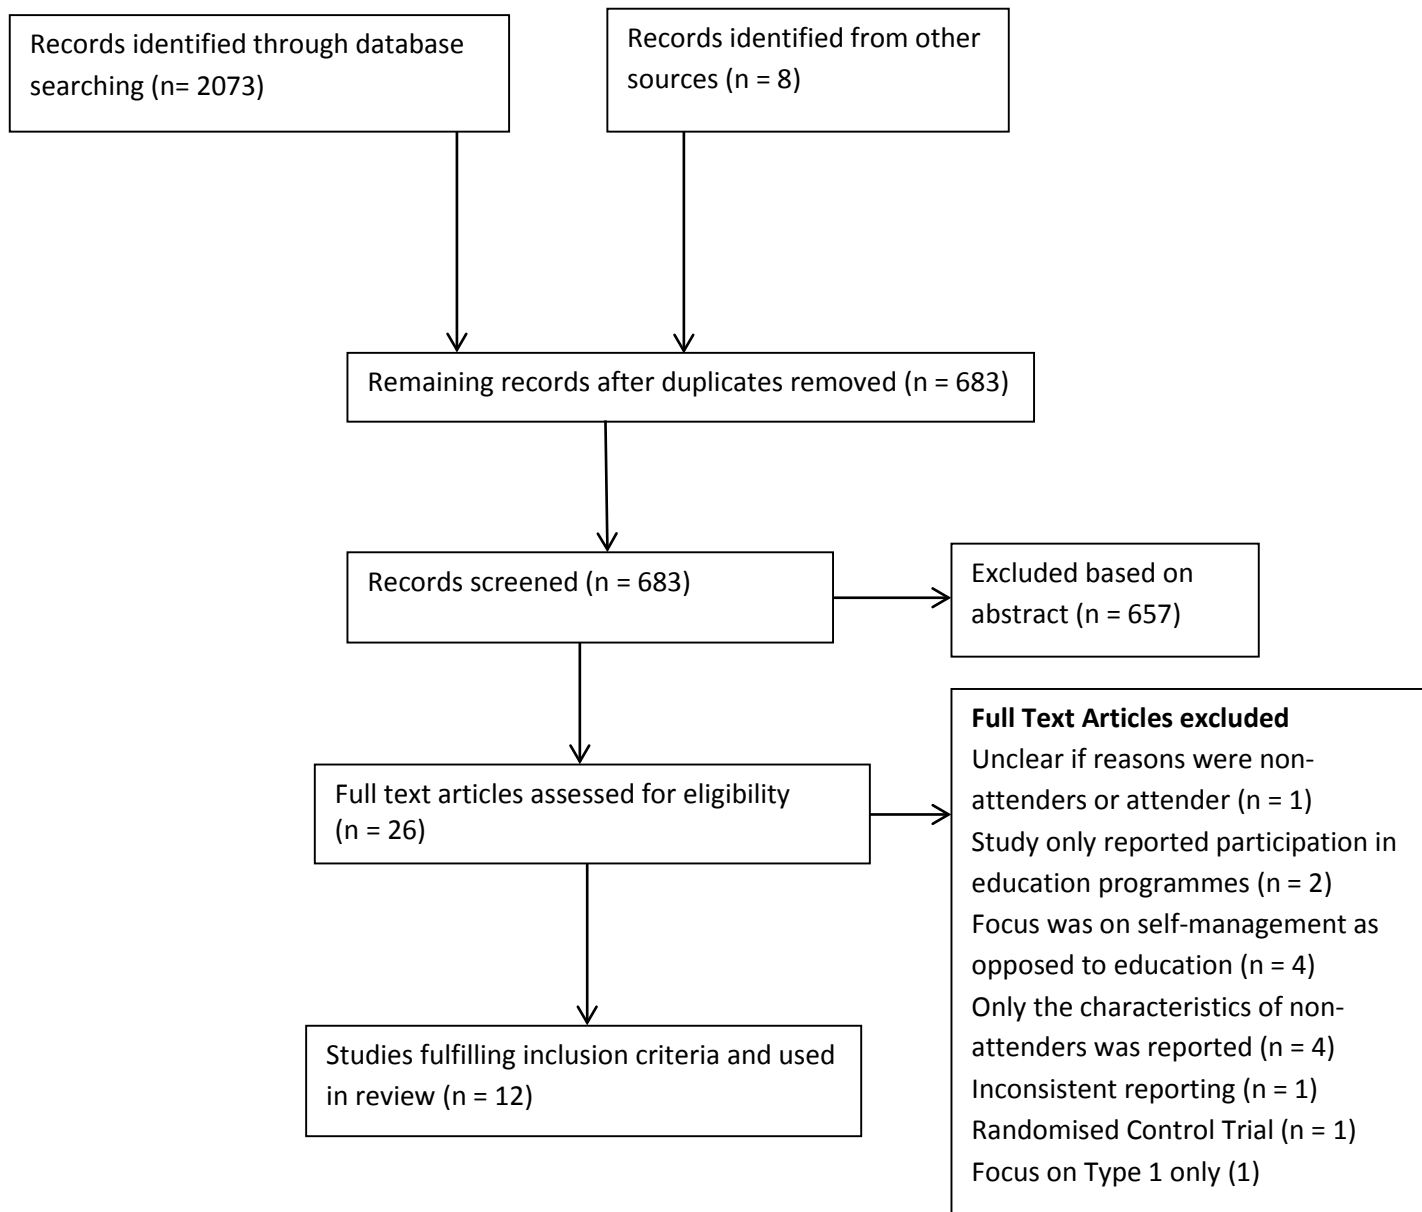 Records identified through database
searching (n= 2073)
Records identified from other
sources (n = 8)
Remaining records after duplicates removed (n = 683)
Records screened (n = 683)
Excluded based on
abstract (n = 657)
Full text articles assessed for eligibility
(n = 26)
Full Text Articles excluded
Unclear if reasons were non-
attenders or attender (n = 1)
Study only reported participation in
education programmes (n = 2)
Focus was on self-management as
opposed to education (n = 4)
Only the characteristics of non-
attenders was reported (n = 4)
Inconsistent reporting (n = 1)
Randomised Control Trial (n = 1)
Focus on Type 1 only (1)
Studies fulfilling inclusion criteria and used
in review (n = 12)